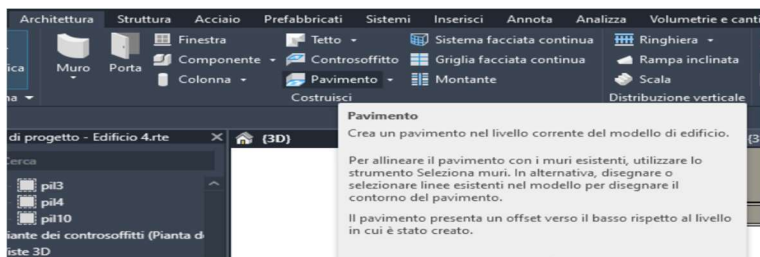 Architettura Struttura Acciaio Prefabbricati Sistemi Inserisci Annota Analizza Volumetrie e canti
Finestra Tetto Sistema facciata continua Ringhiera
ica Muro Porta Componente Controsoffitto Griglia facciata continua Rampa inclinata
Colonna Pavimento Montante Scala
na Costruisci Distribuzione verticale
Pavimento
Crea un pavimento nel livello corrente del modello di edificio.
Per allineare il pavimento con i muri esistenti, utilizzare lo
strumento Seleziona muri. In alternativa, disegnare o
selezionare linee esistenti nel modello per disegnare il
contorno del pavimento.
Il pavimento presenta un offset verso il basso rispetto al livello
in cui è stato creato.
di progetto - Edificio 4.rte {3D} {3
Cerca
pil3
pil4
pil10
iante dei controsoffitti (Pianta de
iste 3D